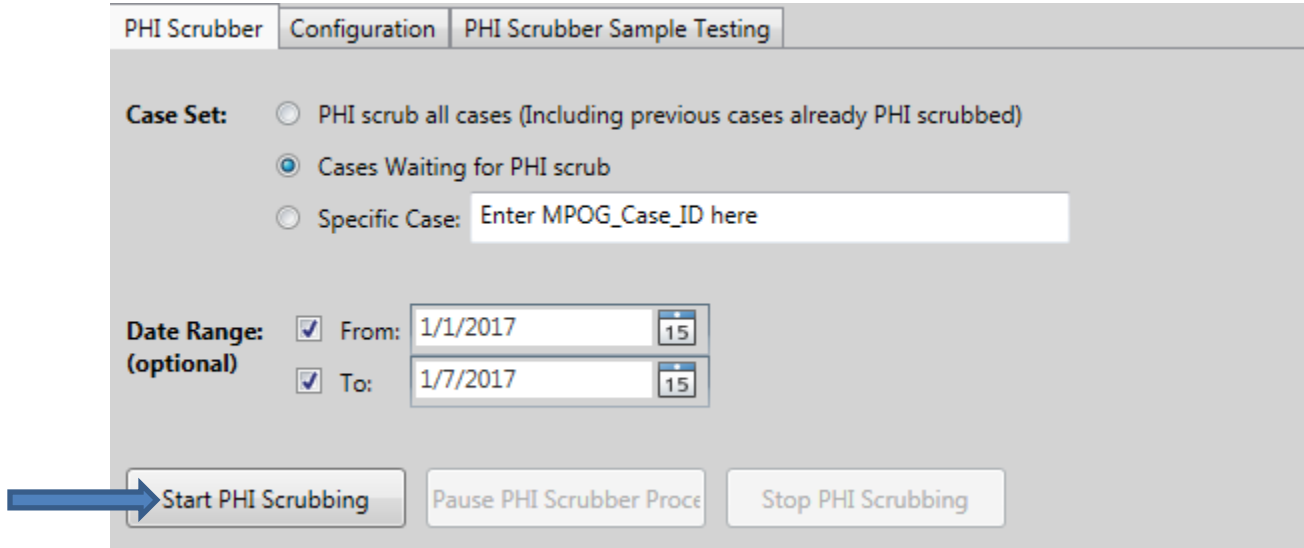 PHI Scrubber Configuration PHI Scrubber Sample Testing
Case Set: PHI scrub all cases (Including previous cases already PHI scrubbed)
Cases Waiting for PHI scrub
Specific Case: Enter MPOG_Case_ID here
Date Range: From: 1/1/2017 15
(optional) To: 1/7/2017 15
Start PHI Scrubbing Pause PHI Scrubber Proce Stop PHI Scrubbing